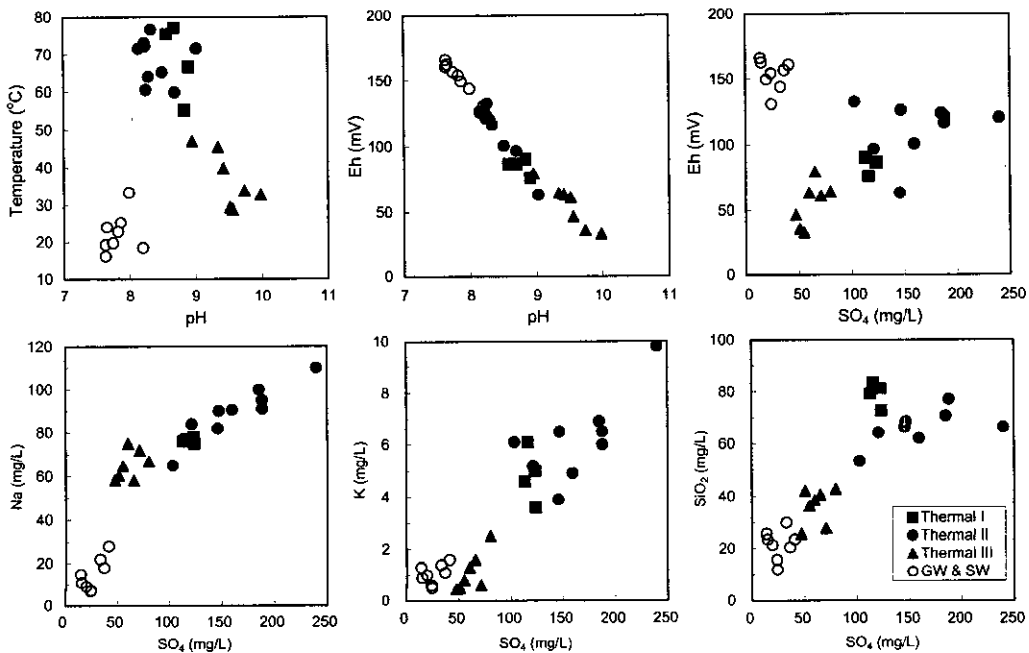 80
70
60
50
40
30
20
10
Temperature (°C)
7 8 9 10 11
pH
200
150
100
50
0
Eh (mV)
7 8 9 10 11
pH
200
150
100
50
0
Eh (mV)
0 50 100 150 200 250
SO4 (mg/L)
120
100
80
60
40
20
0
Na (mg/L)
0 50 100 150 200 250
SO4 (mg/L)
10
8
6
4
2
0
K (mg/L)
0 50 100 150 200 250
SO4 (mg/L)
100
80
60
40
20
0
SiO2 (mg/L)
0 50 100 150 200 250
SO4 (mg/L)
Thermal I
Thermal II
Thermal III
GW & SW